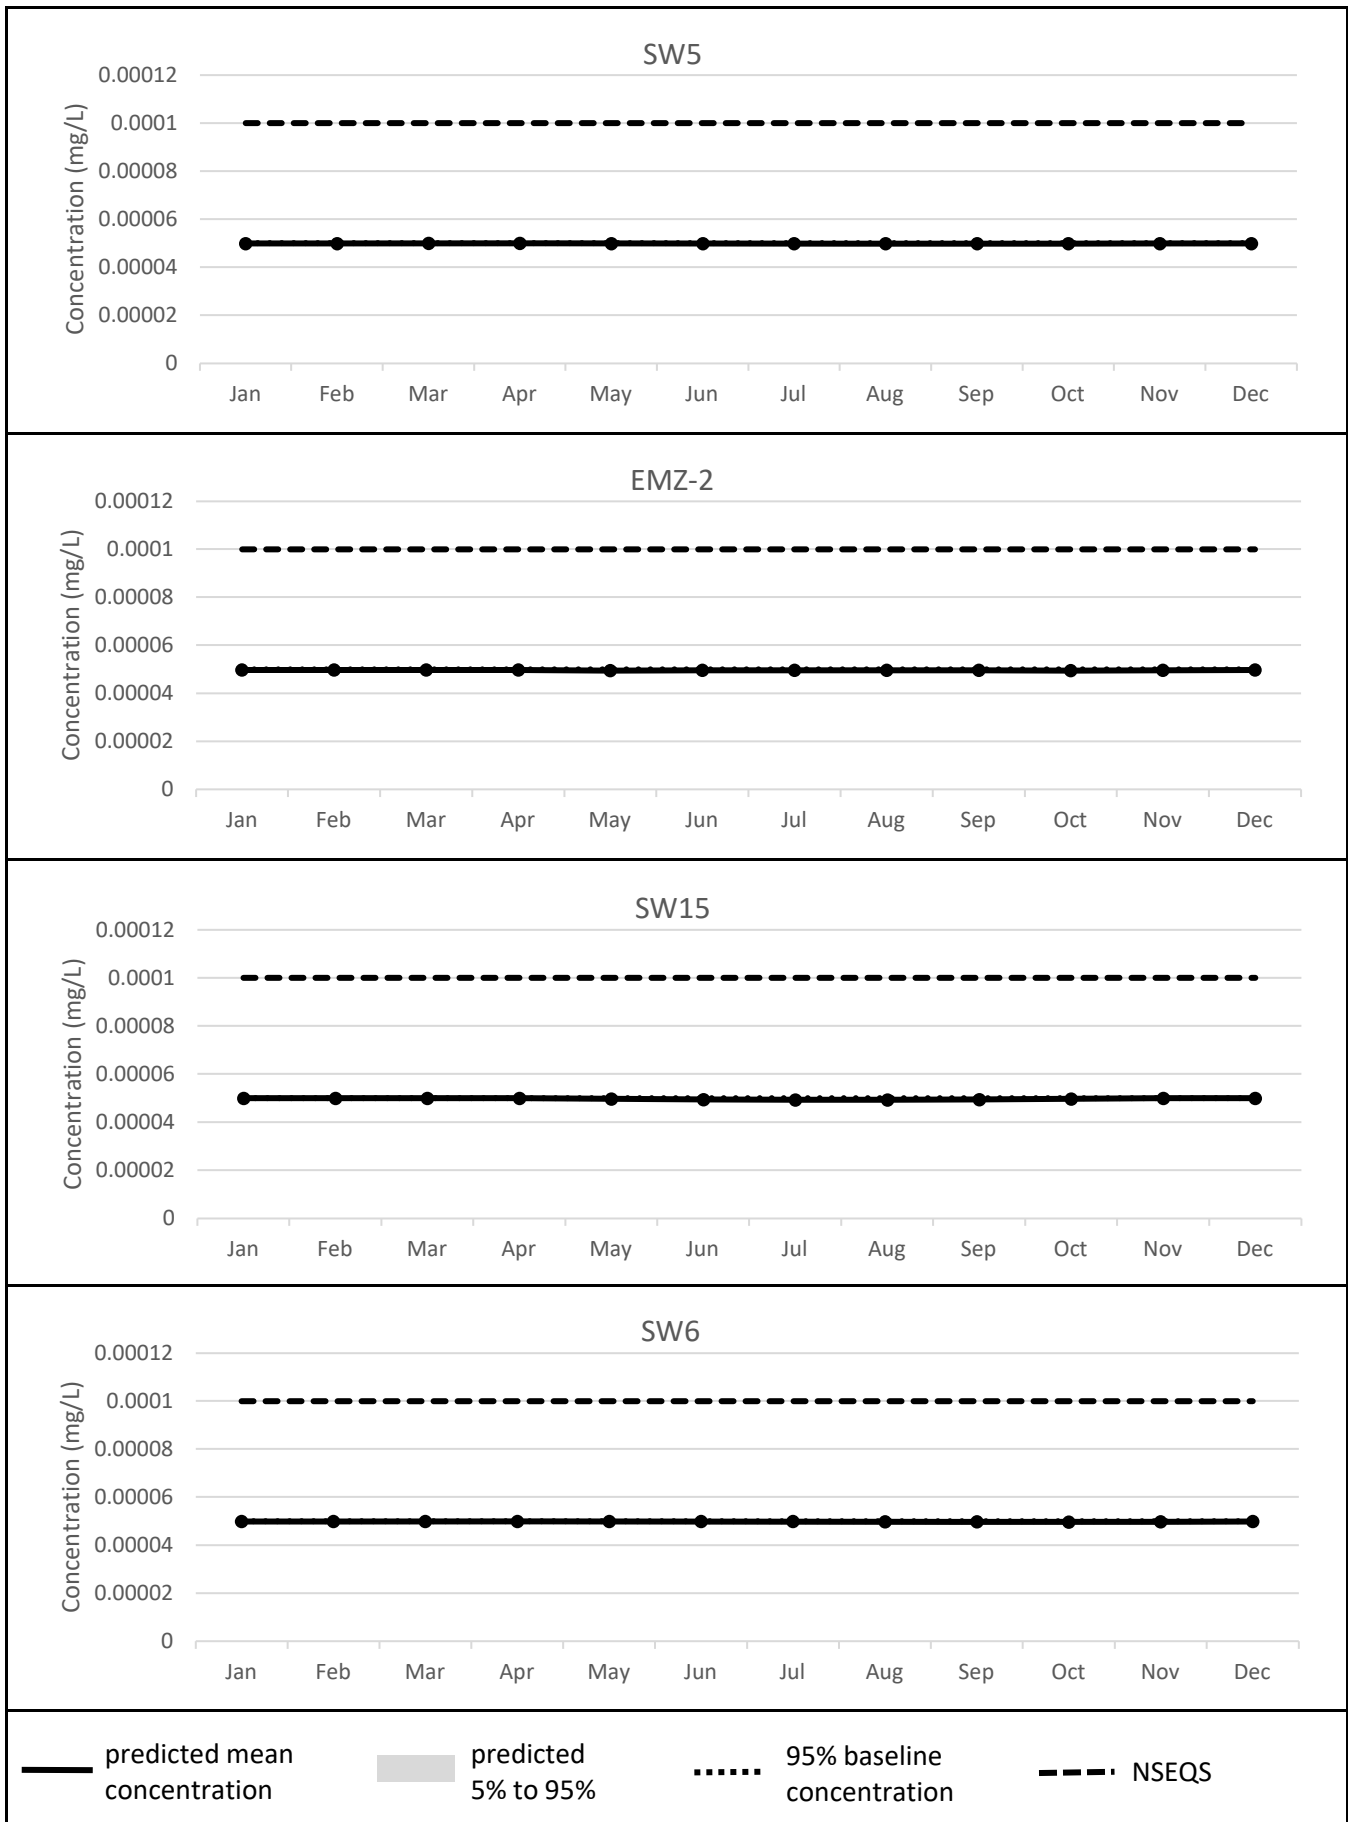 SW5
Concentration (mg/L)
0.00012
0.0001
0.00008
0.00006
0.00004
0.00002
0
Jan Feb Mar Apr May Jun Jul Aug Sep Oct Nov Dec
EMZ-2
Concentration (mg/L)
0.00012
0.0001
0.00008
0.00006
0.00004
0.00002
0
Jan Feb Mar Apr May Jun Jul Aug Sep Oct Nov Dec
SW15
Concentration (mg/L)
0.00012
0.0001
0.00008
0.00006
0.00004
0.00002
0
Jan Feb Mar Apr May Jun Jul Aug Sep Oct Nov Dec
SW6
Concentration (mg/L)
0.00012
0.0001
0.00008
0.00006
0.00004
0.00002
0
Jan Feb Mar Apr May Jun Jul Aug Sep Oct Nov Dec
predicted mean
concentration
predicted
5% to 95%
95% baseline
concentration
NSEQS